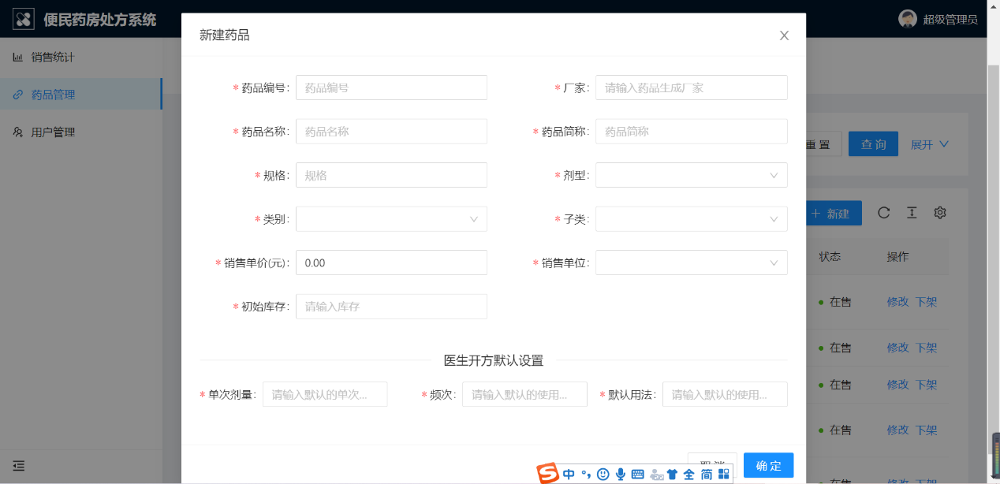 便民药房处方系统
超级管理员
销售统计
药品管理
用户管理
新建药品
* 药品编号: 药品编号
* 厂家: 请输入药品生成厂家
* 药品名称: 药品名称
* 药品简称: 药品简称
* 规格: 规格
* 剂型:
* 类别:
* 子类:
* 销售单价(元): 0.00
* 销售单位:
* 初始库存: 请输入库存
医生开方默认设置
* 单次剂量: 请输入默认的单次...
* 频次: 请输入默认的使用...
* 默认用法: 请输入默认的使用...
取消
确定
重置
查询
展开
+ 新建
状态 操作
在售 修改 下架
在售 修改 下架
在售 修改 下架
在售 修改 下架
在售 修改 下架
S 中 全 简